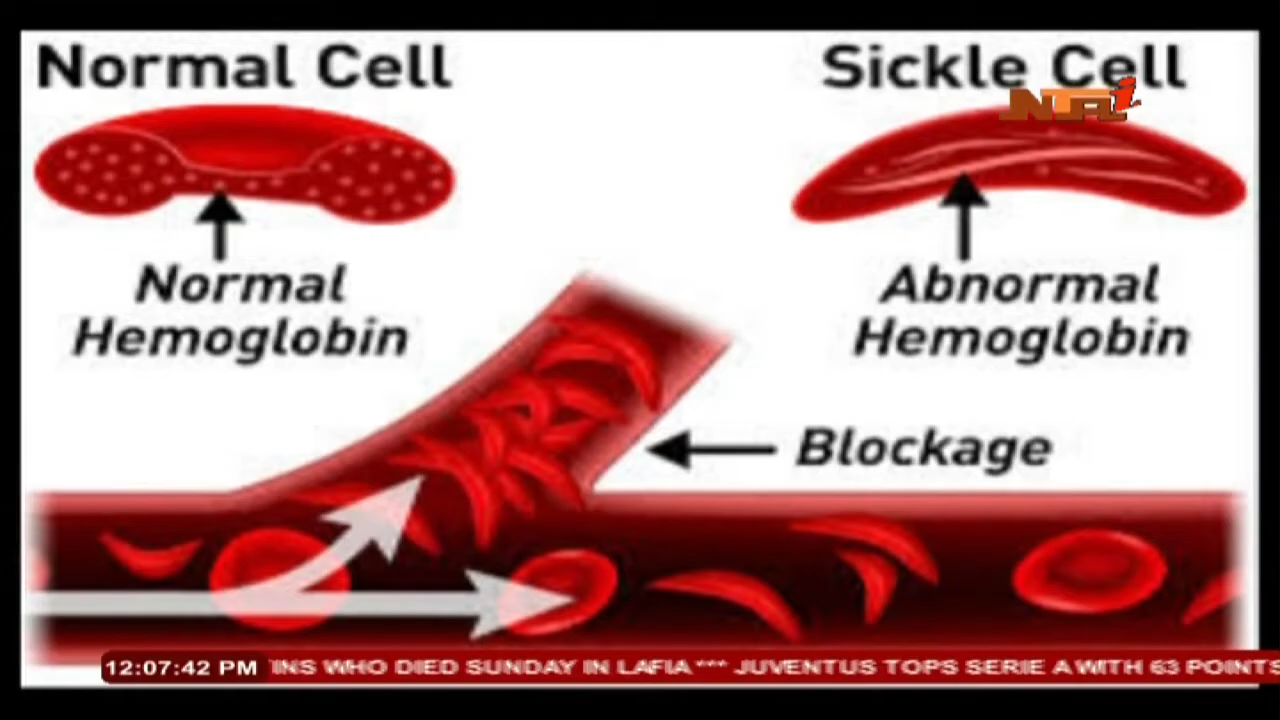 Normal Cell
Sickle Cell
NTAi
Normal
Hemoglobin
Abnormal
Hemoglobin
Blockage
12:07:42 PM
INS WHO DIED SUNDAY IN LAFIA *** JUVENTUS TOPS SERIE A WITH 63 POINTS